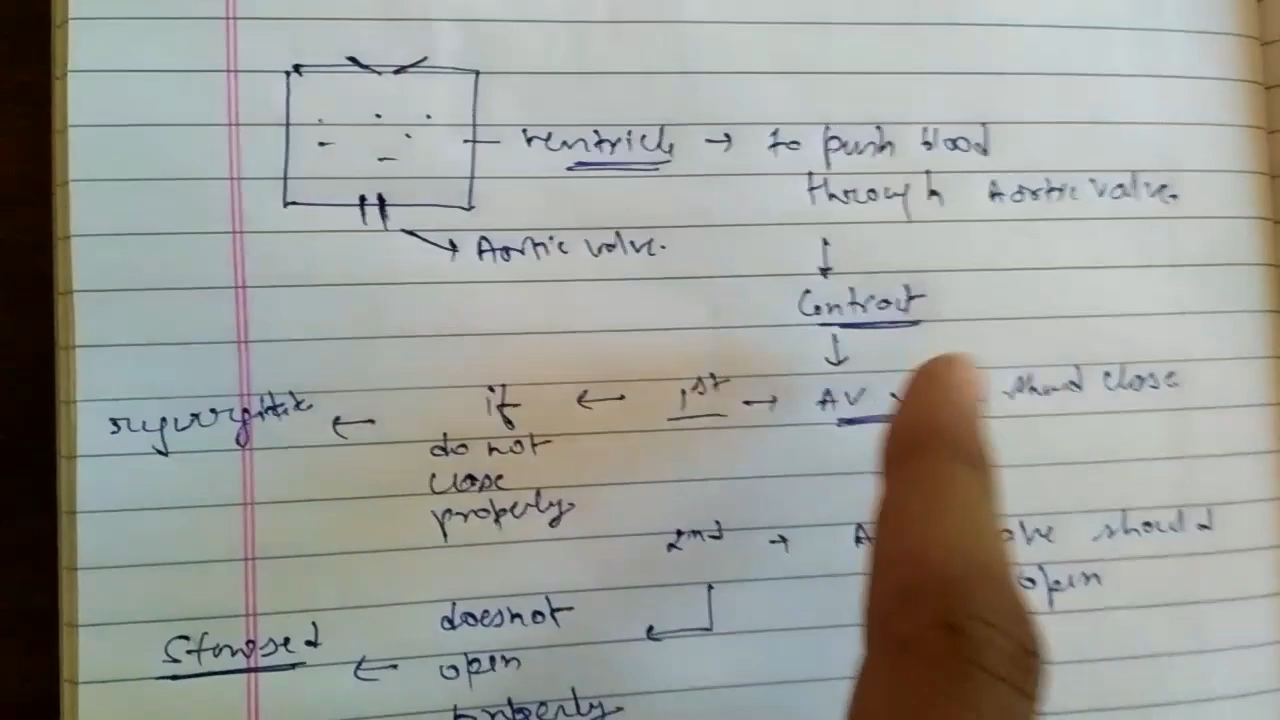 ventricle → to push blood
through Aortic valve.
→ Aortic valve.
↓
Contract
↓
← if ← 1st → AV should close
do not
close
properly
2nd → should
open
doesnot
Stenosed ← open
properly